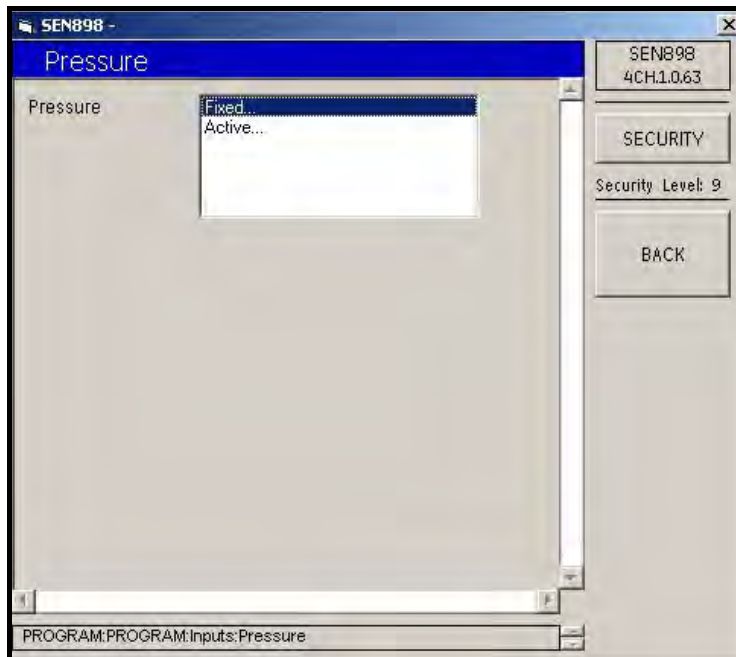 SEN898 -
Pressure
SEN898
4CH.1.0.63
Pressure
Fixed...
Active...
SECURITY
Security Level: 9
BACK
PROGRAM:PROGRAM:Inputs:Pressure